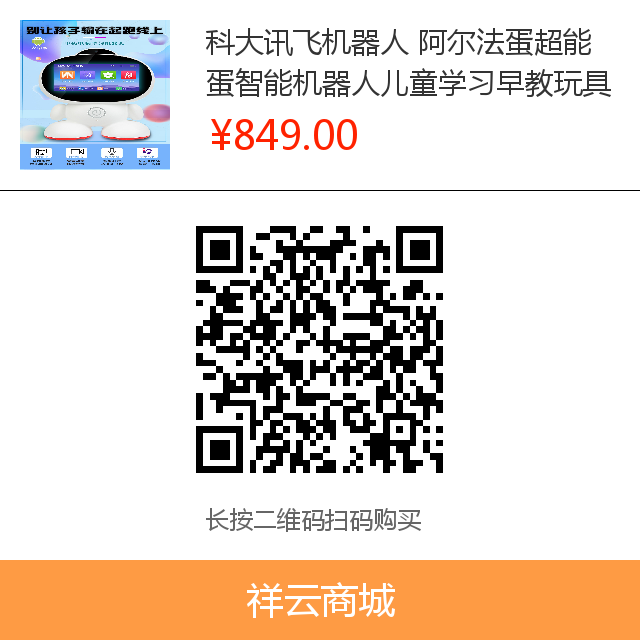 别让孩子输在起跑线上
科大讯飞机器人 阿尔法蛋超能
蛋智能机器人儿童学习早教玩具
¥849.00
长按二维码扫码购买
祥云商城